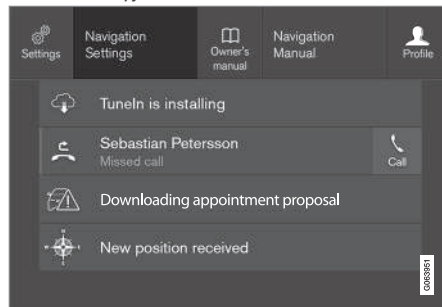 Settings
Navigation Settings
Owner's manual
Navigation Manual
Profile
TuneIn is installing
Sebastian Petersson
Missed call
Call
Downloading appointment proposal
New position received
G063951